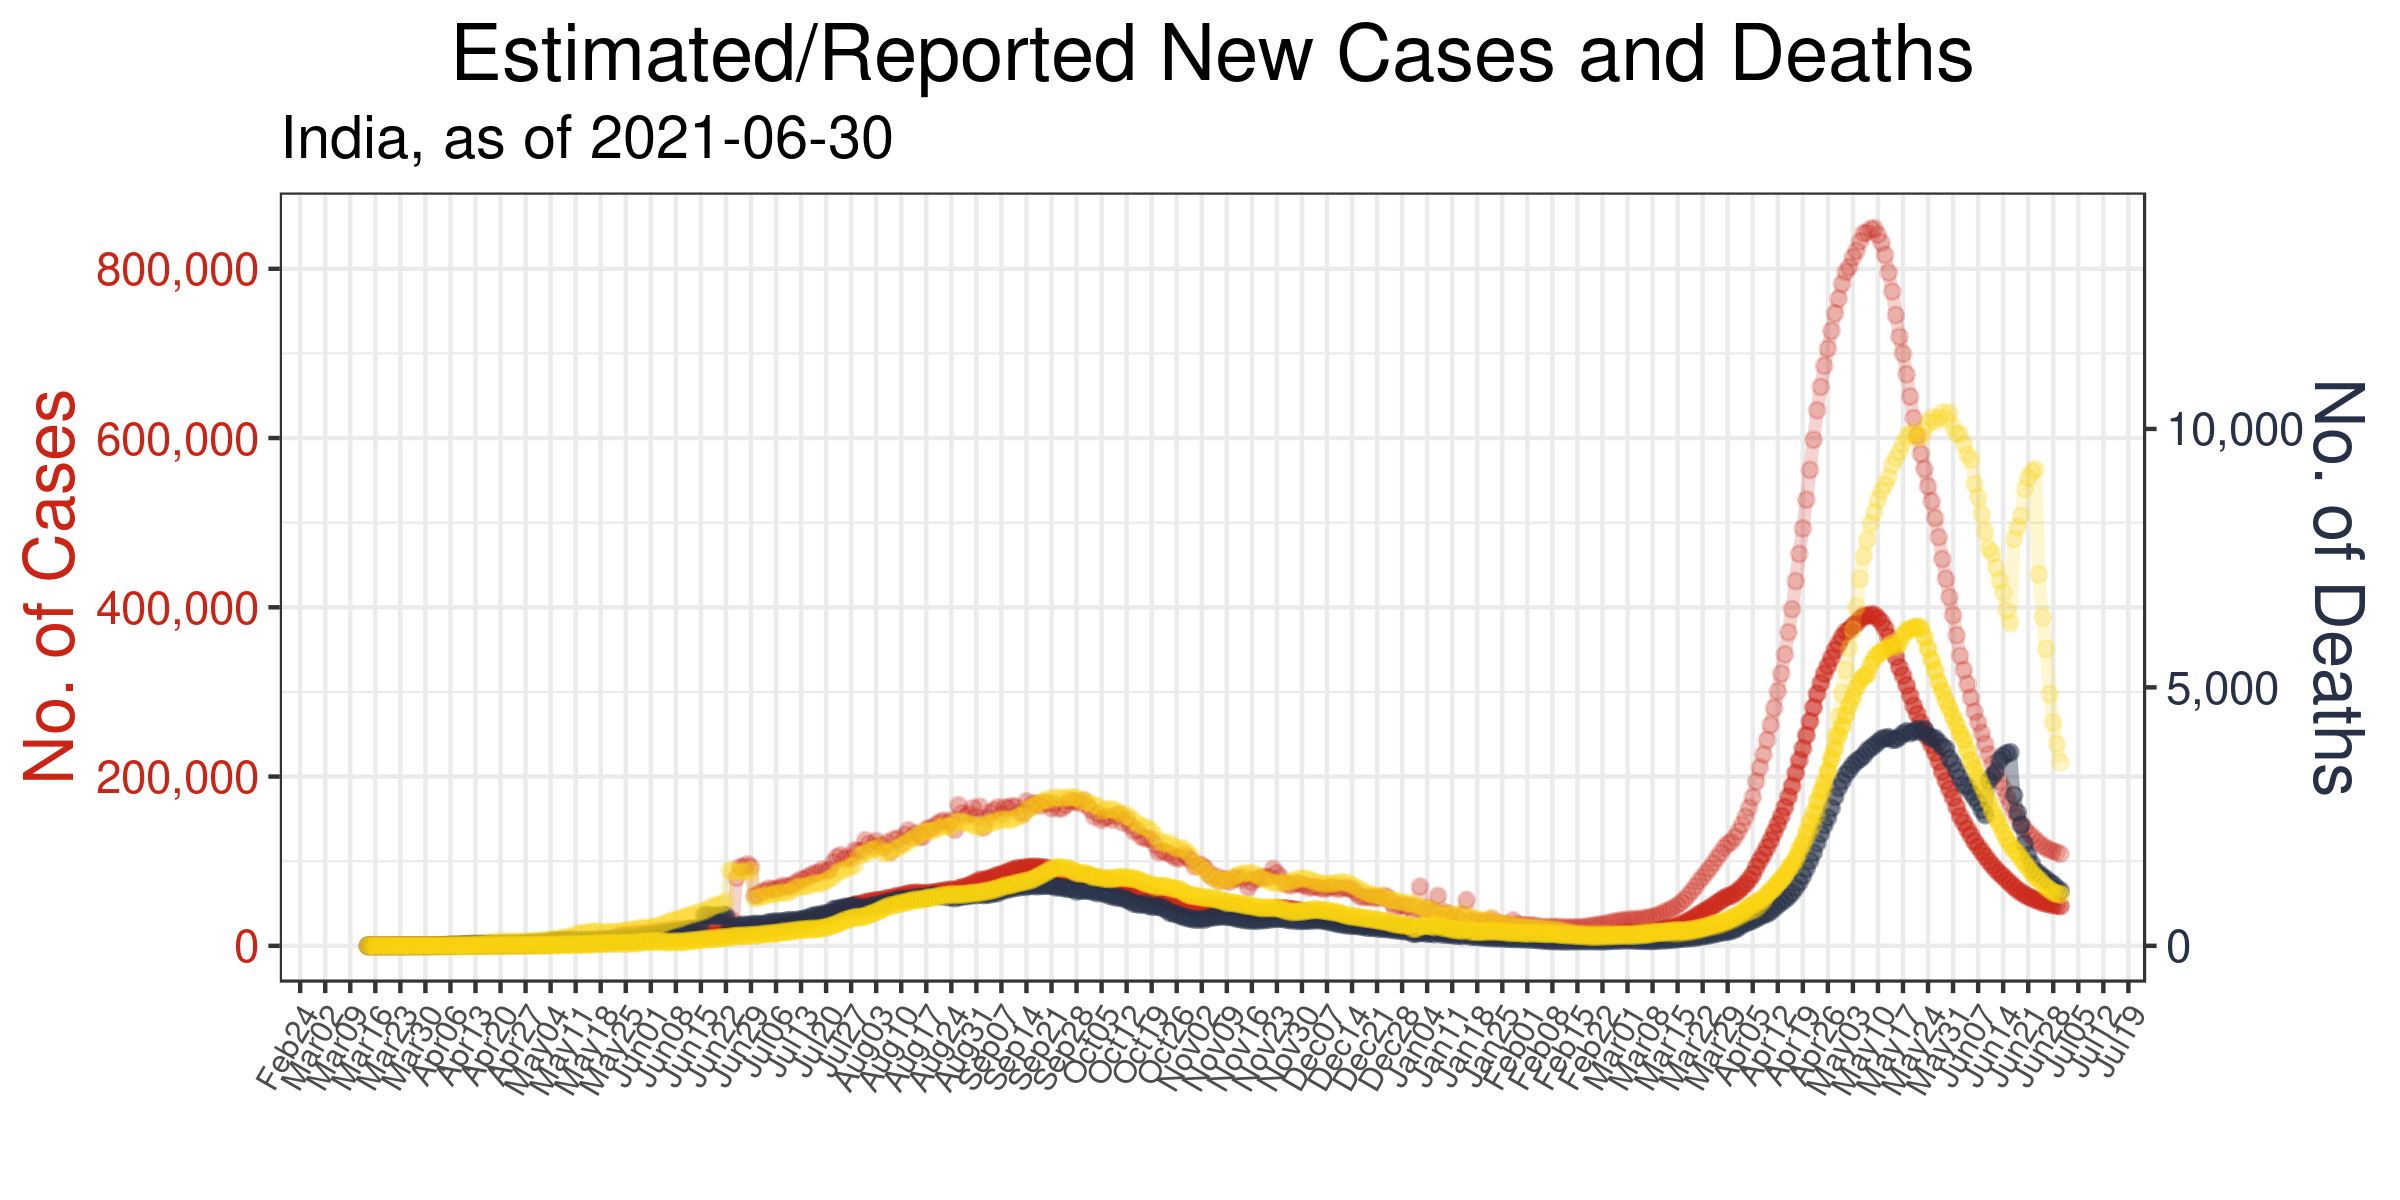 Estimated/Reported New Cases and Deaths
India, as of 2021-06-30
No. of Cases
800,000
600,000
400,000
200,000
0
10,000
5,000
0
No. of Deaths
Feb24
Mar02
Mar09
Mar16
Mar23
Mar30
Apr06
Apr13
Apr20
Apr27
May04
May11
May18
May25
Jun01
Jun08
Jun15
Jun22
Jun29
Jul06
Jul13
Jul20
Jul27
Aug03
Aug10
Aug17
Aug24
Aug31
Sep07
Sep14
Sep21
Sep28
Oct05
Oct12
Oct19
Oct26
Nov02
Nov09
Nov16
Nov23
Nov30
Nov07
Dec14
Dec21
Dec28
Dec04
Jan11
Jan18
Jan25
Feb01
Feb08
Feb15
Feb22
Mar01
Mar08
Mar15
Mar22
Mar29
Apr05
Apr12
Apr19
Apr26
May03
May10
May17
May24
May31
May07
Jun14
Jun21
Jun28
Jul05
Jul12
Jul19